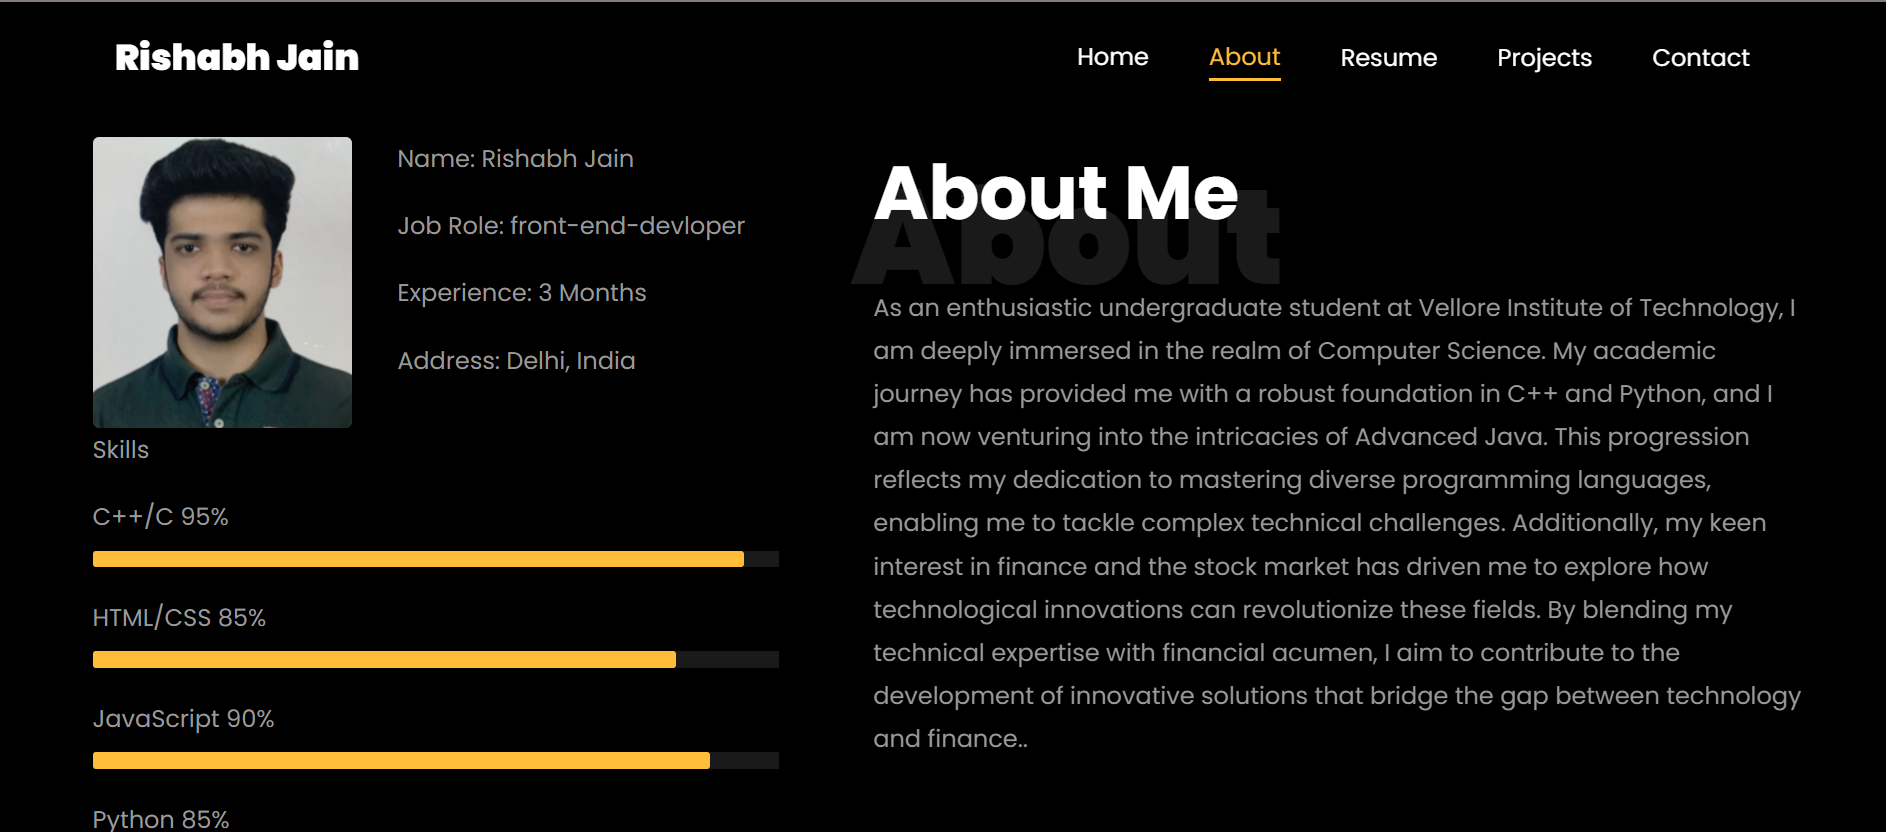 Rishabh Jain
Home About Resume Projects Contact
Name: Rishabh Jain
Job Role: front-end-devloper
Experience: 3 Months
Address: Delhi, India
Skills
C++/C 95%
HTML/CSS 85%
JavaScript 90%
Python 85%
About Me
About
As an enthusiastic undergraduate student at Vellore Institute of Technology, I
am deeply immersed in the realm of Computer Science. My academic
journey has provided me with a robust foundation in C++ and Python, and I
am now venturing into the intricacies of Advanced Java. This progression
reflects my dedication to mastering diverse programming languages,
enabling me to tackle complex technical challenges. Additionally, my keen
interest in finance and the stock market has driven me to explore how
technological innovations can revolutionize these fields. By blending my
technical expertise with financial acumen, I aim to contribute to the
development of innovative solutions that bridge the gap between technology
and finance..